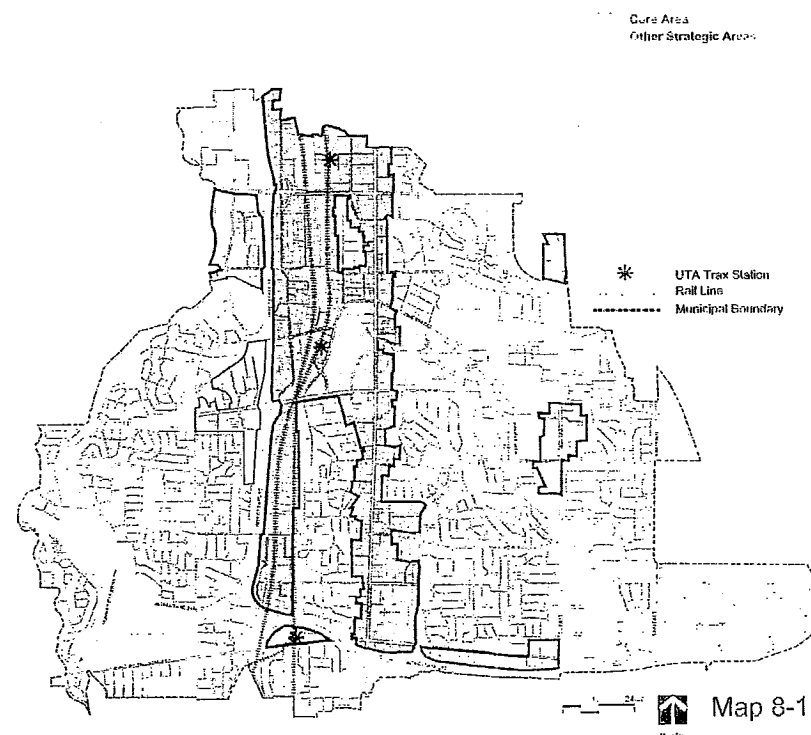 Core Area
Other Strategic Areas
UTA Trax Station
Rail Line
Municipal Boundary
Map 8-1